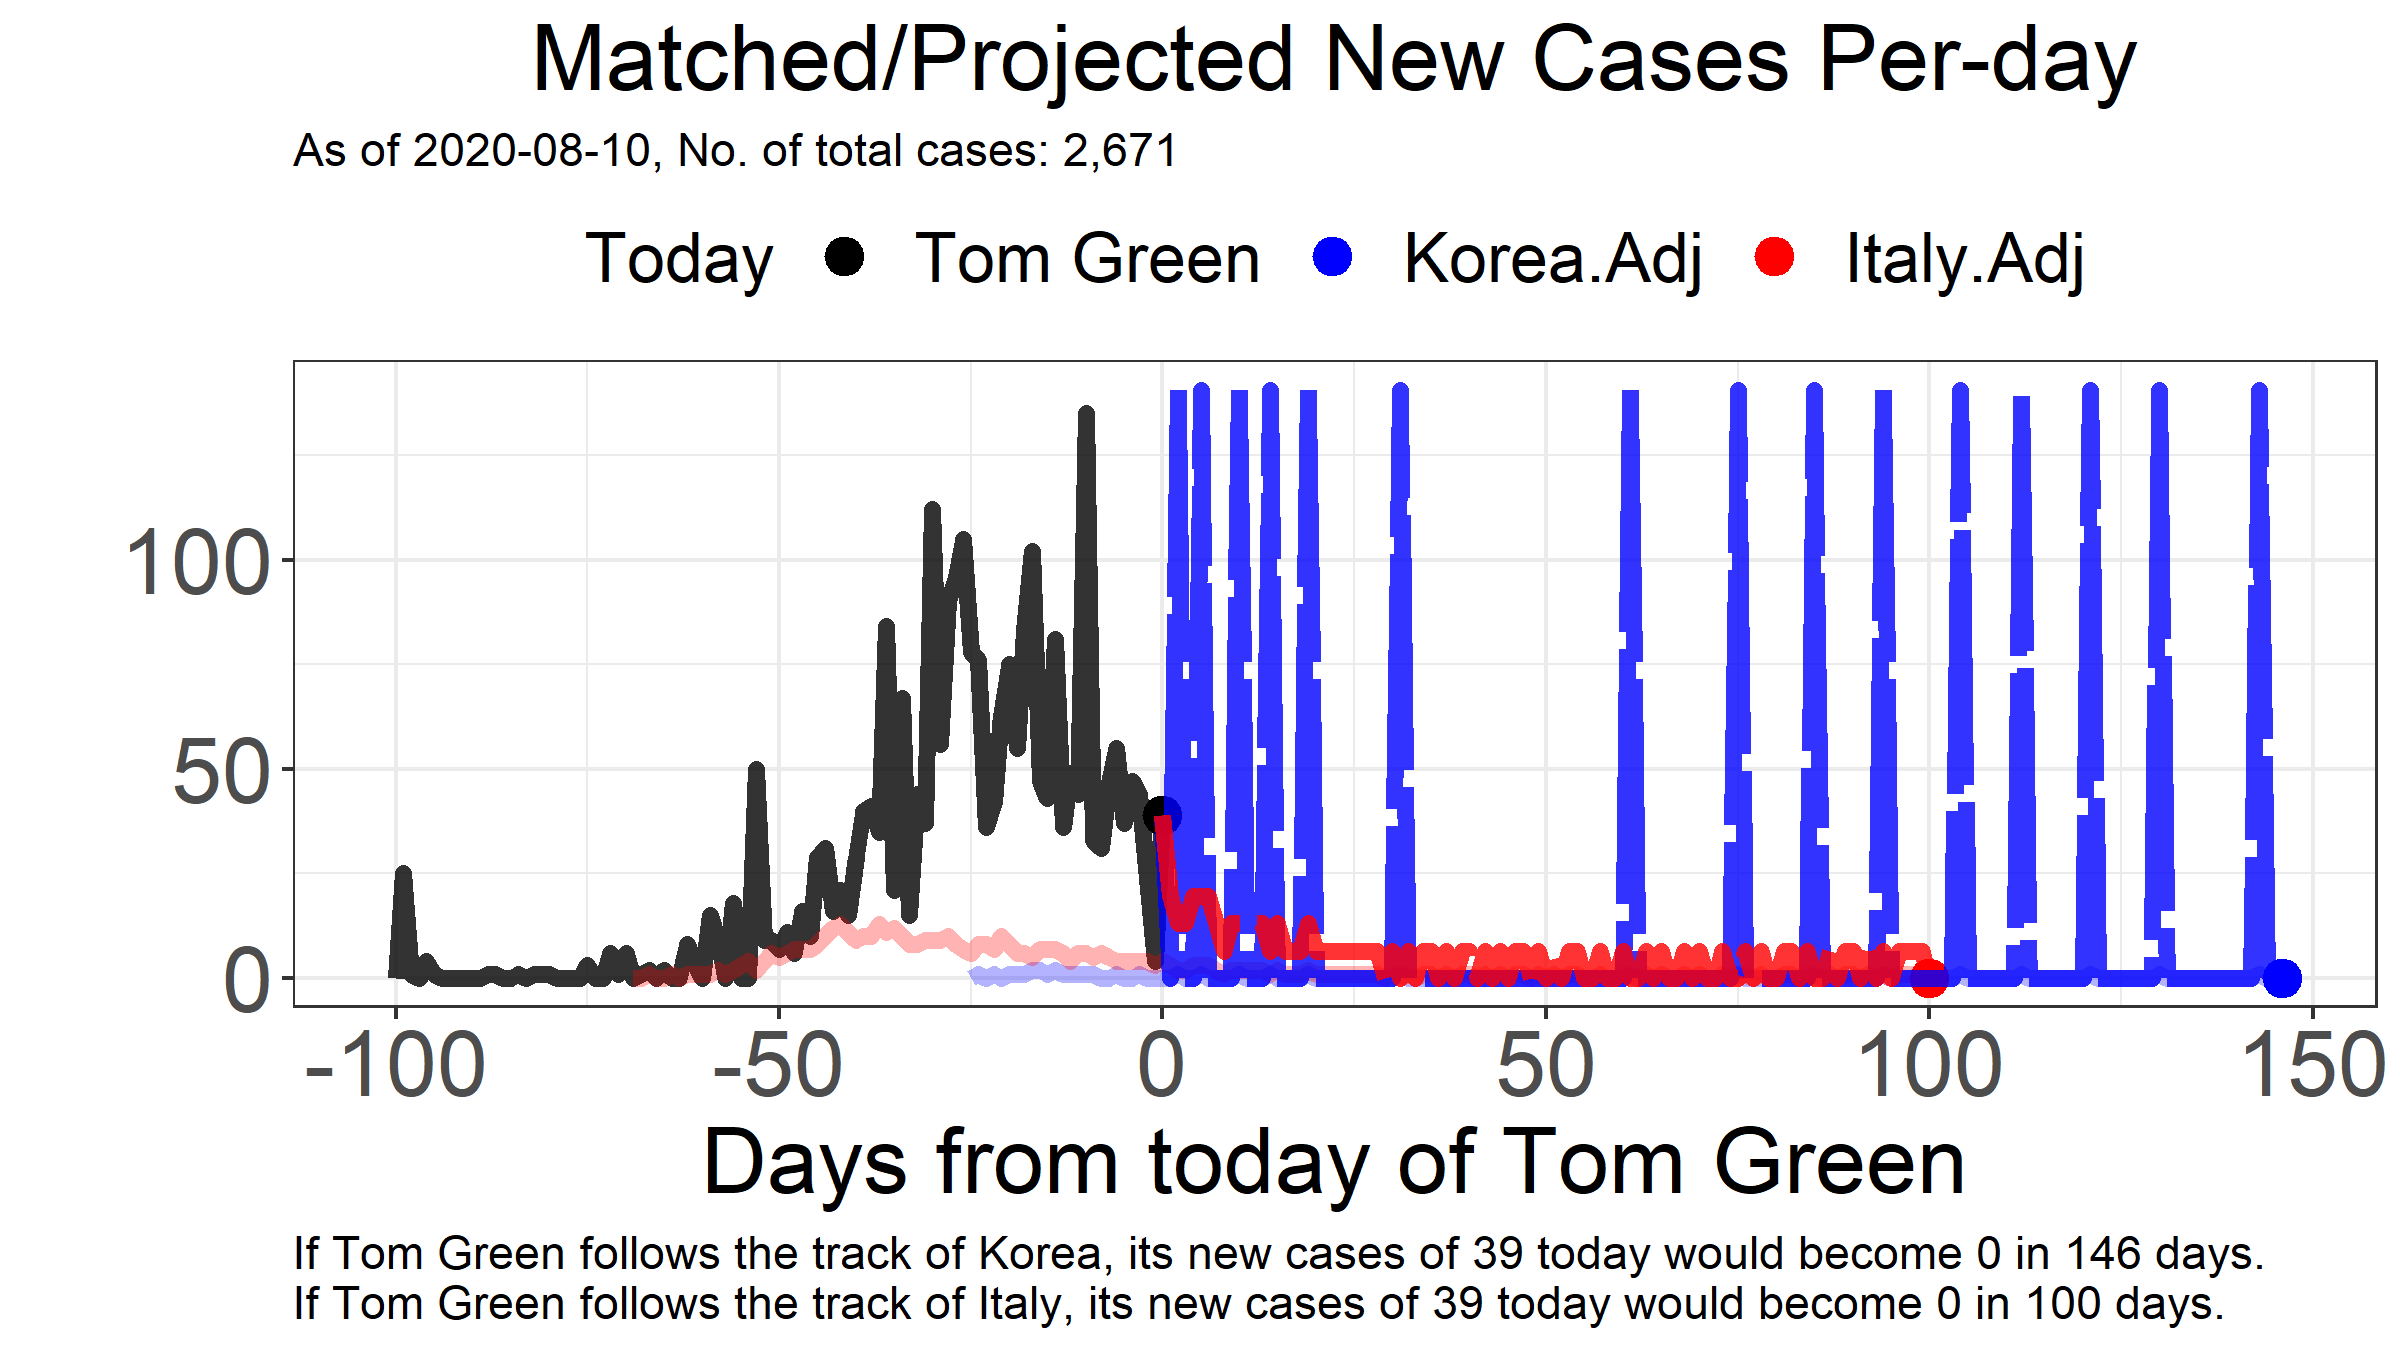 Matched/Projected New Cases Per-day
As of 2020-08-10, No. of total cases: 2,671
Today Tom Green Korea.Adj Italy.Adj
100
50
0
-100 -50 0 50 100 150
Days from today of Tom Green
If Tom Green follows the track of Korea, its new cases of 39 today would become 0 in 146 days.
If Tom Green follows the track of Italy, its new cases of 39 today would become 0 in 100 days.